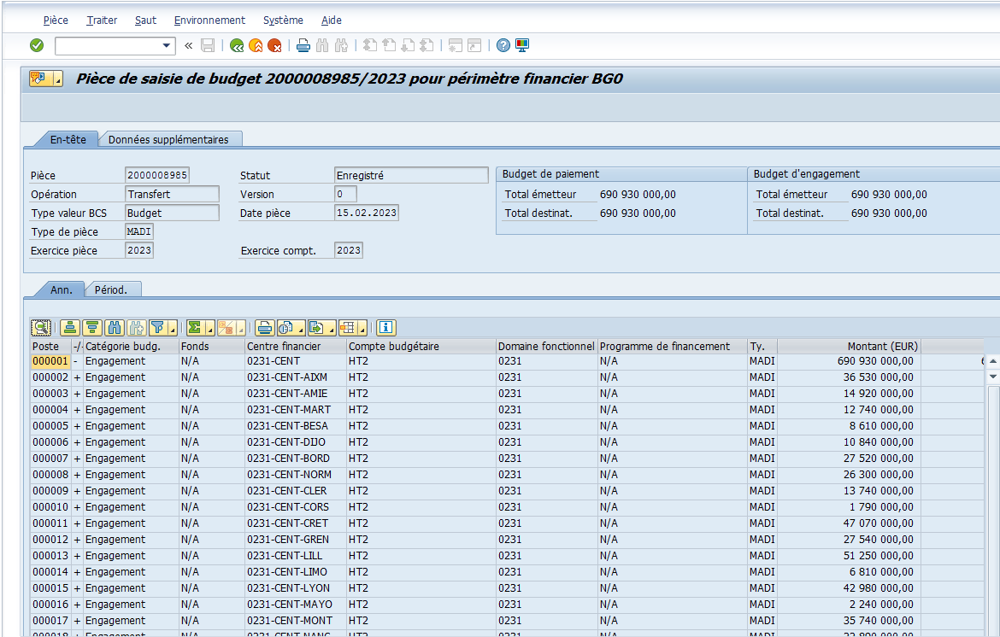 Pièce Traiter Saut Environnement Système Aide
Pièce de saisie de budget 2000008985/2023 pour périmètre financier BG0
En-tête Données supplémentaires
Pièce 2000008985 Statut Enregistré Budget de paiement Budget d'engagement
Opération Transfert Version 0 Total émetteur 690 930 000,00 Total émetteur 690 930 000,00
Type valeur BCS Budget Date pièce 15.02.2023 Total destinat. 690 930 000,00 Total destinat. 690 930 000,00
Type de pièce MADI
Exercice pièce 2023 Exercice compt. 2023
Ann. Périod.
Poste -/ Catégorie budg. Fonds Centre financier Compte budgétaire Domaine fonctionnel Programme de financement Ty. Montant (EUR)
000001 - Engagement N/A 0231-CENT HT2 0231 N/A MADI 690 930 000,00
000002 + Engagement N/A 0231-CENT-AIXM HT2 0231 N/A MADI 36 530 000,00
000003 + Engagement N/A 0231-CENT-AMIE HT2 0231 N/A MADI 14 920 000,00
000004 + Engagement N/A 0231-CENT-MART HT2 0231 N/A MADI 12 740 000,00
000005 + Engagement N/A 0231-CENT-BESA HT2 0231 N/A MADI 8 610 000,00
000006 + Engagement N/A 0231-CENT-DIJO HT2 0231 N/A MADI 10 840 000,00
000007 + Engagement N/A 0231-CENT-BORD HT2 0231 N/A MADI 27 520 000,00
000008 + Engagement N/A 0231-CENT-NORM HT2 0231 N/A MADI 26 300 000,00
000009 + Engagement N/A 0231-CENT-CLER HT2 0231 N/A MADI 13 740 000,00
000010 + Engagement N/A 0231-CENT-CORS HT2 0231 N/A MADI 1 790 000,00
000011 + Engagement N/A 0231-CENT-CRET HT2 0231 N/A MADI 47 070 000,00
000012 + Engagement N/A 0231-CENT-GREN HT2 0231 N/A MADI 27 540 000,00
000013 + Engagement N/A 0231-CENT-LILL HT2 0231 N/A MADI 51 250 000,00
000014 + Engagement N/A 0231-CENT-LIMO HT2 0231 N/A MADI 6 810 000,00
000015 + Engagement N/A 0231-CENT-LYON HT2 0231 N/A MADI 42 980 000,00
000016 + Engagement N/A 0231-CENT-MAYO HT2 0231 N/A MADI 2 240 000,00
000017 + Engagement N/A 0231-CENT-MONT HT2 0231 N/A MADI 35 740 000,00